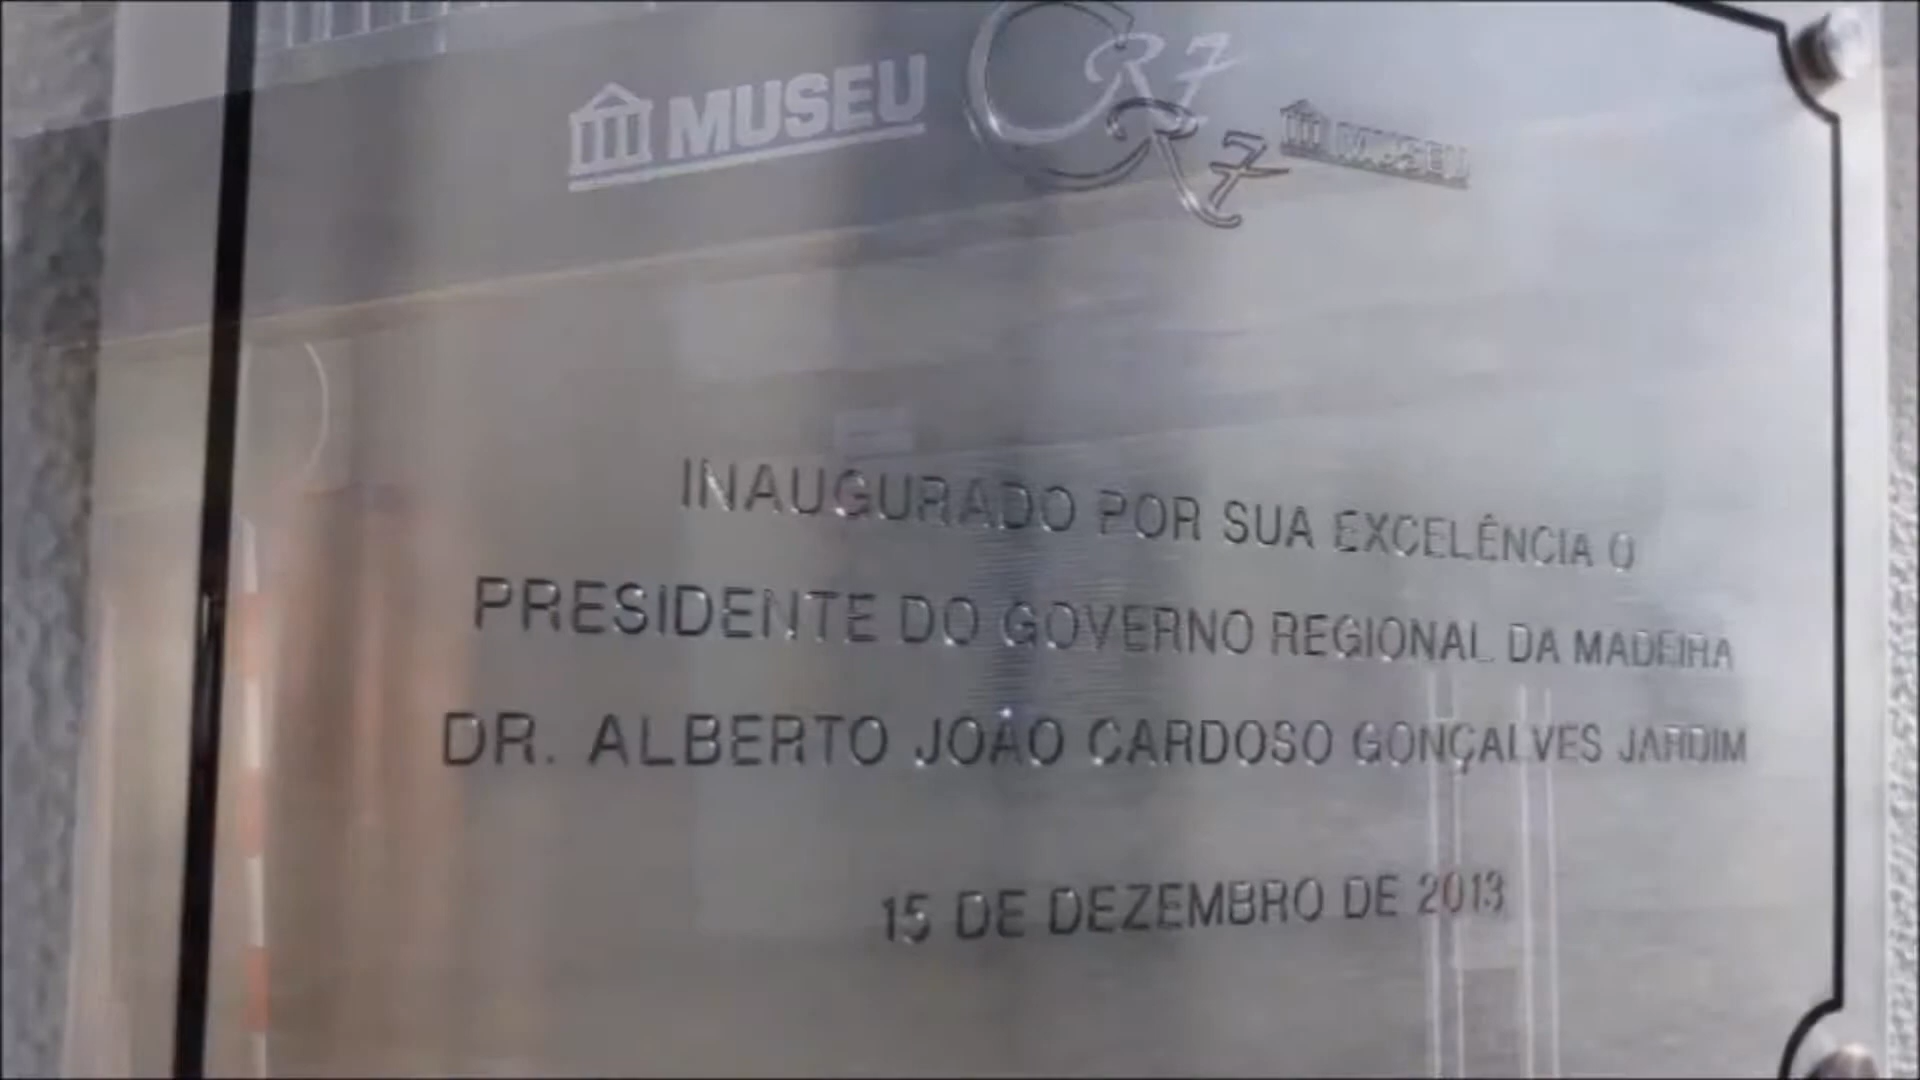 MUSEU CR7
CR7 MUSEU
INAUGURADO POR SUA EXCELÊNCIA O
PRESIDENTE DO GOVERNO REGIONAL DA MADEIRA
DR. ALBERTO JOÃO CARDOSO GONÇALVES JARDIM
15 DE DEZEMBRO DE 2013